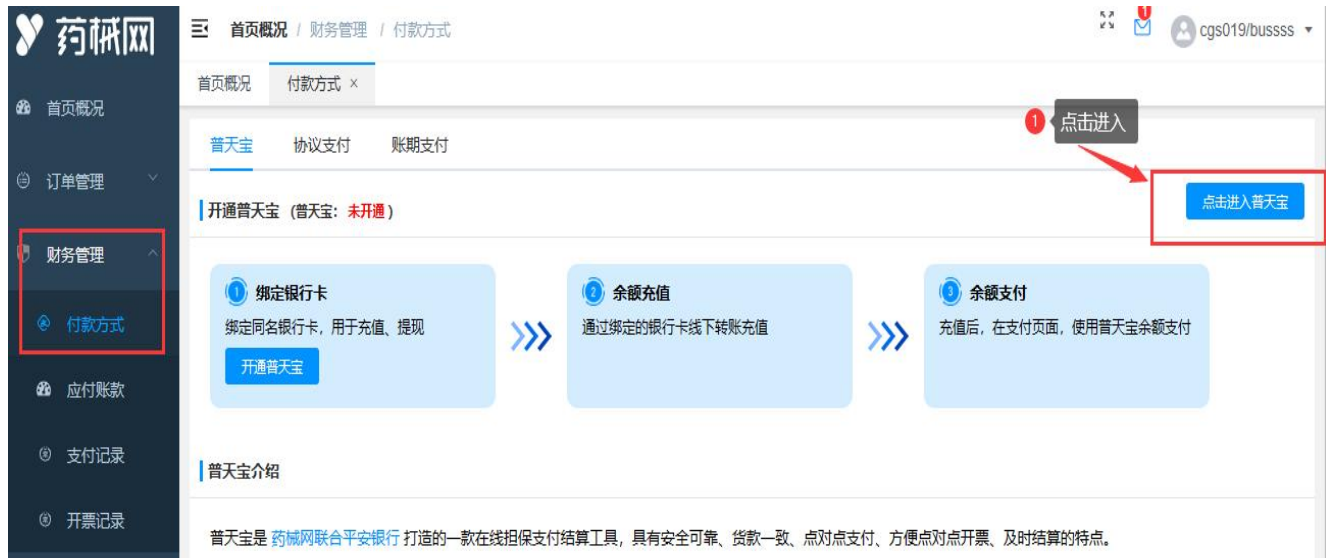 药械网
首页概况 / 财务管理 / 付款方式
1
cgs019/bussss
首页概况
付款方式 ×
首页概况
订单管理
财务管理
付款方式
应付账款
支付记录
开票记录
普天宝
协议支付
账期支付
1 点击进入
开通普天宝 (普天宝：未开通)
点击进入普天宝
1 绑定银行卡
绑定同名银行卡，用于充值、提现
开通普天宝
2 余额充值
通过绑定的银行卡线下转账充值
3 余额支付
充值后，在支付页面，使用普天宝余额支付
普天宝介绍
普天宝是 药械网联合平安银行 打造的一款在线担保支付结算工具，具有安全可靠、货款一致、点对点支付、方便点对点开票、及时结算的特点。